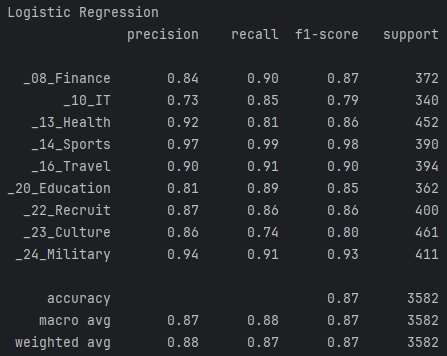 Logistic Regression
precision recall f1-score support
_08_Finance 0.84 0.90 0.87 372
_10_IT 0.73 0.85 0.79 340
_13_Health 0.92 0.81 0.86 452
_14_Sports 0.97 0.99 0.98 390
_16_Travel 0.90 0.91 0.90 394
_20_Education 0.81 0.89 0.85 362
_22_Recruit 0.87 0.86 0.86 400
_23_Culture 0.86 0.74 0.80 461
_24_Military 0.94 0.91 0.93 411
accuracy 0.87 3582
macro avg 0.87 0.88 0.87 3582
weighted avg 0.88 0.87 0.87 3582